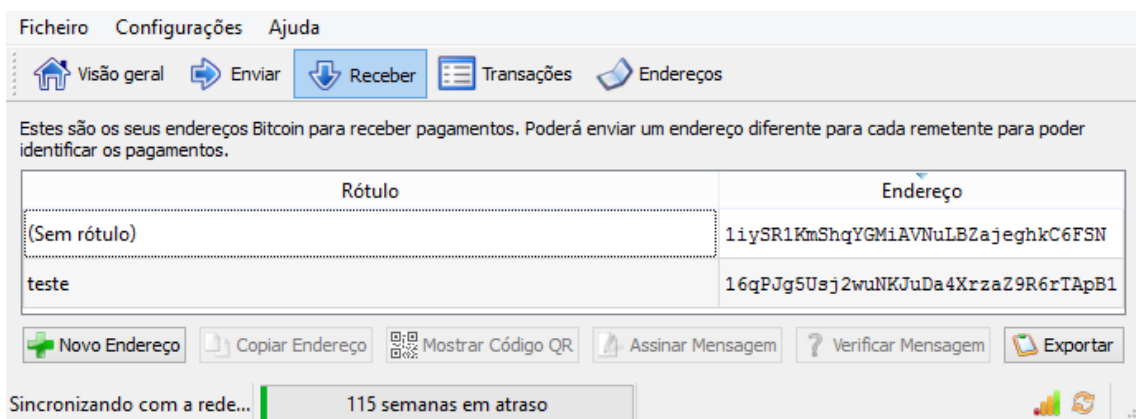 Ficheiro Configurações Ajuda
Visão geral Enviar Receber Transações Endereços
Estes são os seus endereços Bitcoin para receber pagamentos. Poderá enviar um endereço diferente para cada remetente para poder
identificar os pagamentos.
Rótulo Endereço
(Sem rótulo) 1iySR1KmShqYGMiAVNuLBZajeghkC6FSN
teste 16qPJg5Usj2wuNKJuDa4XrzaZ9R6rTApB1
Novo Endereço Copiar Endereço Mostrar Código QR Assinar Mensagem Verificar Mensagem Exportar
Sincronizando com a rede... 115 semanas em atraso